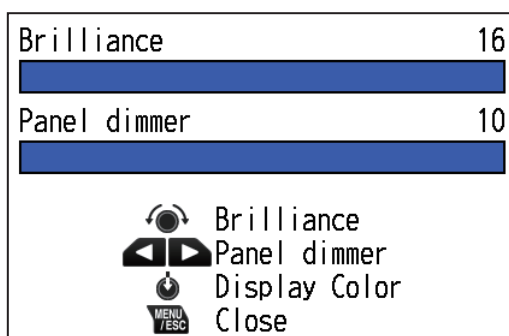 Brilliance 16
Panel dimmer 10
Brilliance
Panel dimmer
Display Color
MENU
/ESC Close